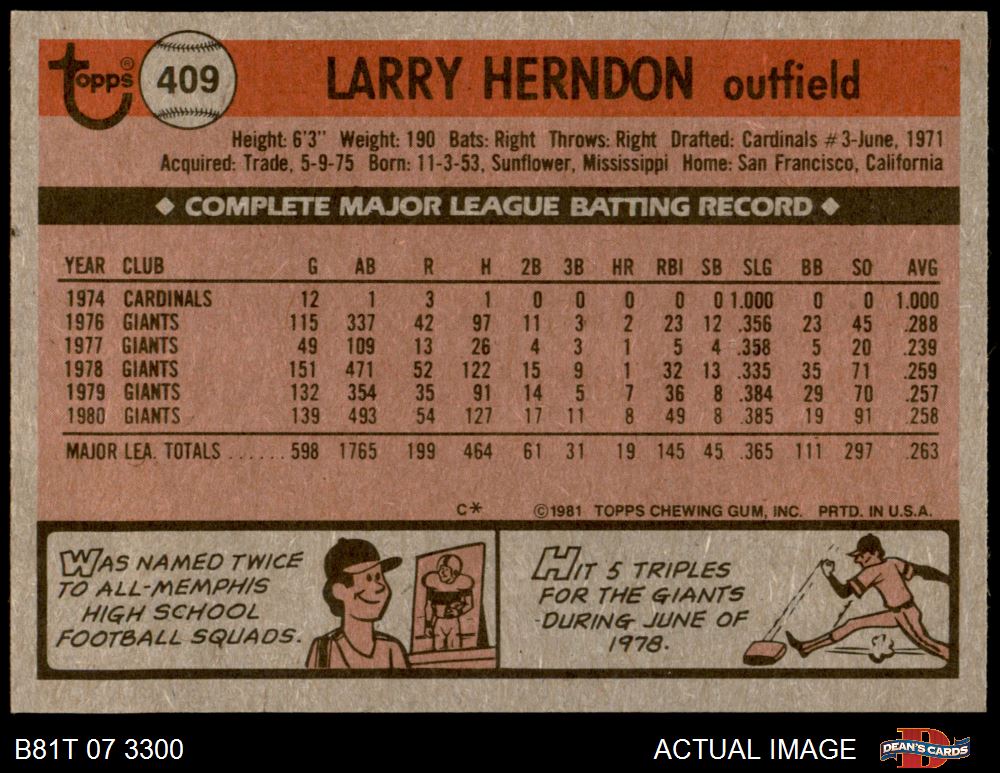 topps® 409 LARRY HERNDON outfield
Height: 6'3" Weight: 190 Bats: Right Throws: Right Drafted: Cardinals #3-June, 1971
Acquired: Trade, 5-9-75 Born: 11-3-53, Sunflower, Mississippi Home: San Francisco, California
◆ COMPLETE MAJOR LEAGUE BATTING RECORD ◆
YEAR CLUB G AB R H 2B 3B HR RBI SB SLG BB SO AVG
1974 CARDINALS 12 1 3 1 0 0 0 0 0 1.000 0 0 1.000
1976 GIANTS 115 337 42 97 11 3 2 23 12 .356 23 45 .288
1977 GIANTS 49 109 13 26 4 3 1 5 4 .358 5 20 .239
1978 GIANTS 151 471 52 122 15 9 1 32 13 .335 35 71 .259
1979 GIANTS 132 354 35 91 14 5 7 36 8 .384 29 70 .257
1980 GIANTS 139 493 54 127 17 11 8 49 8 .385 19 91 .258
MAJOR LEA. TOTALS ...... 598 1765 199 464 61 31 19 145 45 .365 111 297 .263
C* ©1981 TOPPS CHEWING GUM, INC. PRTD. IN U.S.A.
WAS NAMED TWICE
TO ALL-MEMPHIS
HIGH SCHOOL
FOOTBALL SQUADS.
HIT 5 TRIPLES
FOR THE GIANTS
DURING JUNE OF
1978.
B81T 07 3300 ACTUAL IMAGE DEAN'S CARDS